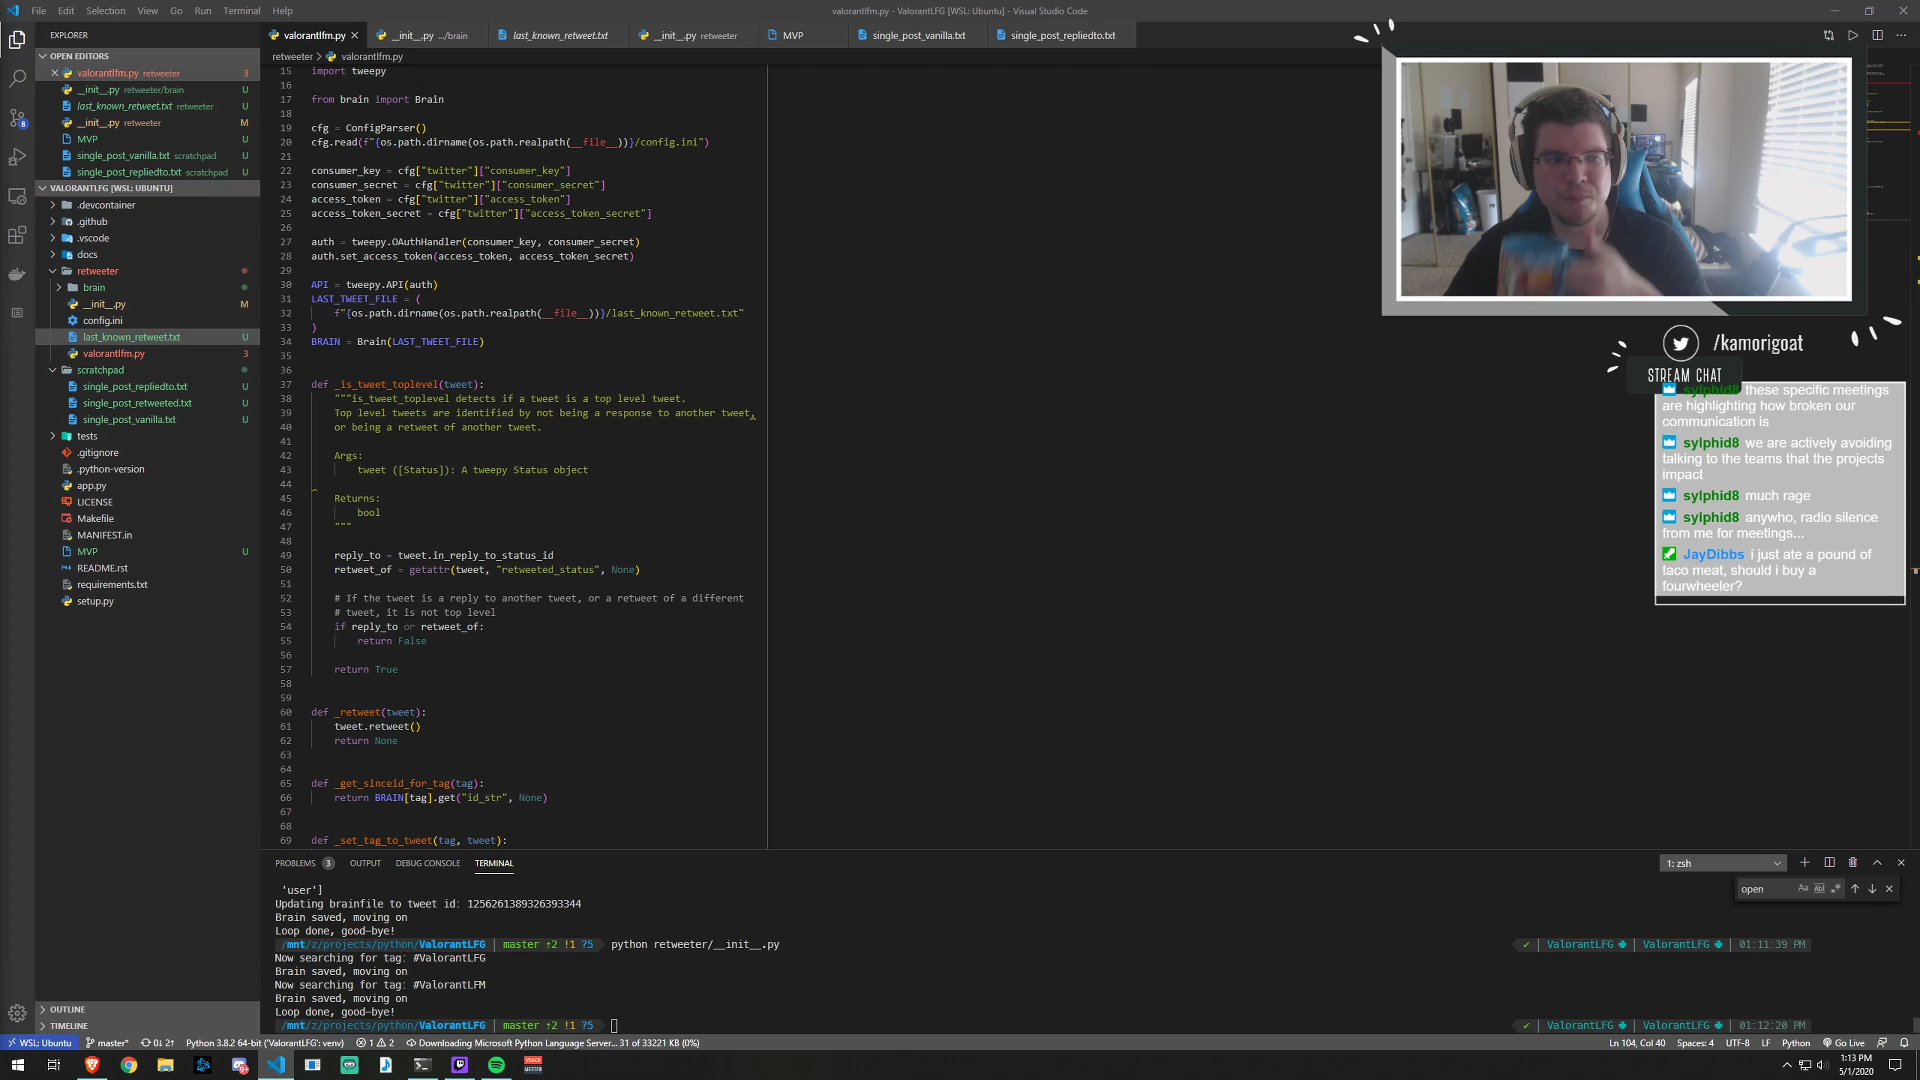 File Edit Selection View Go Run Terminal Help
valorantlfm.py - ValorantLFG [WSL: Ubuntu] - Visual Studio Code
EXPLORER
OPEN EDITORS
valorantlfm.py retweeter 3
__init__.py retweeter/brain U
last_known_retweet.txt retweeter U
__init__.py retweeter M
MVP U
single_post_vanilla.txt scratchpad U
single_post_repliedto.txt scratchpad U
VALORANTLFG [WSL: UBUNTU]
.devcontainer
.github
.vscode
docs
retweeter
brain
__init__.py M
config.ini
last_known_retweet.txt U
valorantlfm.py 3
scratchpad
single_post_repliedto.txt U
single_post_retweeted.txt U
single_post_vanilla.txt U
tests
.gitignore
.python-version
app.py
LICENSE
Makefile
MANIFEST.in
MVP U
README.rst
requirements.txt
setup.py
OUTLINE
TIMELINE
8
valorantlfm.py
__init__.py .../brain
last_known_retweet.txt
__init__.py retweeter
MVP
single_post_vanilla.txt
single_post_repliedto.txt
retweeter > valorantlfm.py
15 import tweepy
16
17 from brain import Brain
18
19 cfg = ConfigParser()
20 cfg.read(f"{os.path.dirname(os.path.realpath(__file__))}/config.ini")
21
22 consumer_key = cfg["twitter"]["consumer_key"]
23 consumer_secret = cfg["twitter"]["consumer_secret"]
24 access_token = cfg["twitter"]["access_token"]
25 access_token_secret = cfg["twitter"]["access_token_secret"]
26
27 auth = tweepy.OAuthHandler(consumer_key, consumer_secret)
28 auth.set_access_token(access_token, access_token_secret)
29
30 API = tweepy.API(auth)
31 LAST_TWEET_FILE = (
32 f"{os.path.dirname(os.path.realpath(__file__))}/last_known_retweet.txt"
33 )
34 BRAIN = Brain(LAST_TWEET_FILE)
35
36
37 def _is_tweet_toplevel(tweet):
38 """is_tweet_toplevel detects if a tweet is a top level tweet.
39 Top level tweets are identified by not being a response to another tweet,
40 or being a retweet of another tweet.
41
42 Args:
43 tweet ([Status]): A tweepy Status object
44
45 Returns:
46 bool
47 """
48
49 reply_to = tweet.in_reply_to_status_id
50 retweet_of = getattr(tweet, "retweeted_status", None)
51
52 # If the tweet is a reply to another tweet, or a retweet of a different
53 # tweet, it is not top level
54 if reply_to or retweet_of:
55 return False
56
57 return True
58
59
60 def _retweet(tweet):
61 tweet.retweet()
62 return None
63
64
65 def _get_sinceid_for_tag(tag):
66 return BRAIN[tag].get("id_str", None)
67
68
69 def _set_tag_to_tweet(tag, tweet):
/kamorigoat
STREAM CHAT
sylphid8 these specific meetings
are highlighting how broken our
communication is
sylphid8 we are actively avoiding
talking to the teams that the projects
impact
sylphid8 much rage
sylphid8 anywho, radio silence
from me for meetings...
JayDibbs i just ate a pound of
taco meat, should i buy a
fourwheeler?
PROBLEMS 3 OUTPUT DEBUG CONSOLE TERMINAL
1: zsh
open Aa Abl .*
'user']
Updating brainfile to tweet id: 1256261389326393344
Brain saved, moving on
Loop done, good-bye!
/mnt/z/projects/python/ValorantLFG | master ⇡2 !1 ?5 python retweeter/__init__.py ✔ | ValorantLFG | ValorantLFG | 01:11:39 PM
Now searching for tag: #ValorantLFG
Brain saved, moving on
Now searching for tag: #ValorantLFM
Brain saved, moving on
Loop done, good-bye!
/mnt/z/projects/python/ValorantLFG | master ⇡2 !1 ?5 ✔ | ValorantLFG | ValorantLFG | 01:12:20 PM
WSL: Ubuntu master* 0↓ 2↑ Python 3.8.2 64-bit ('ValorantLFG': venv) 1 2 Downloading Microsoft Python Language Server... 31 of 33221 KB (0%) Ln 104, Col 40 Spaces: 4 UTF-8 LF Python Go Live
1:13 PM
5/1/2020